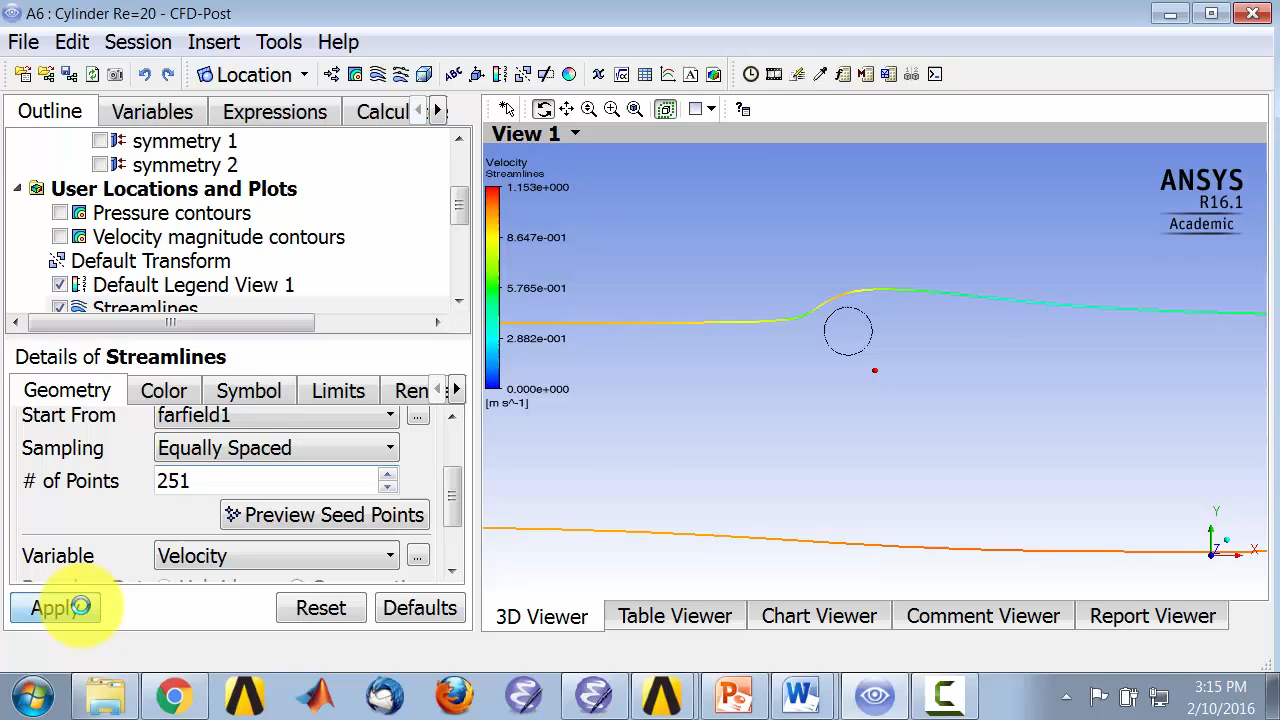 A6 : Cylinder Re=20 - CFD-Post
File Edit Session Insert Tools Help
Location
Outline Variables Expressions Calcul
symmetry 1
symmetry 2
User Locations and Plots
Pressure contours
Velocity magnitude contours
Default Transform
Default Legend View 1
Streamlines
Details of Streamlines
Geometry Color Symbol Limits Ren
Start From farfield1 ...
Sampling Equally Spaced
# of Points 251
Preview Seed Points
Variable Velocity ...
Apply Reset Defaults
View 1
Velocity
Streamlines
1.153e+000
8.647e-001
5.765e-001
2.882e-001
0.000e+000
[m s^-1]
ANSYS
R16.1
Academic
Y
Z X
3D Viewer Table Viewer Chart Viewer Comment Viewer Report Viewer
3:15 PM
2/10/2016